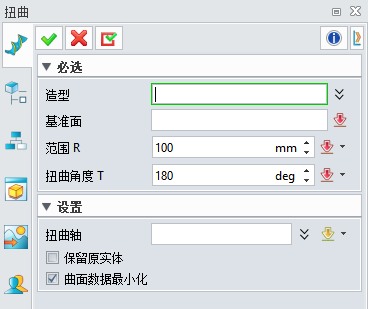 扭曲
必选
造型
基准面
范围 R 100 mm
扭曲角度 T 180 deg
设置
扭曲轴
保留原实体
曲面数据最小化